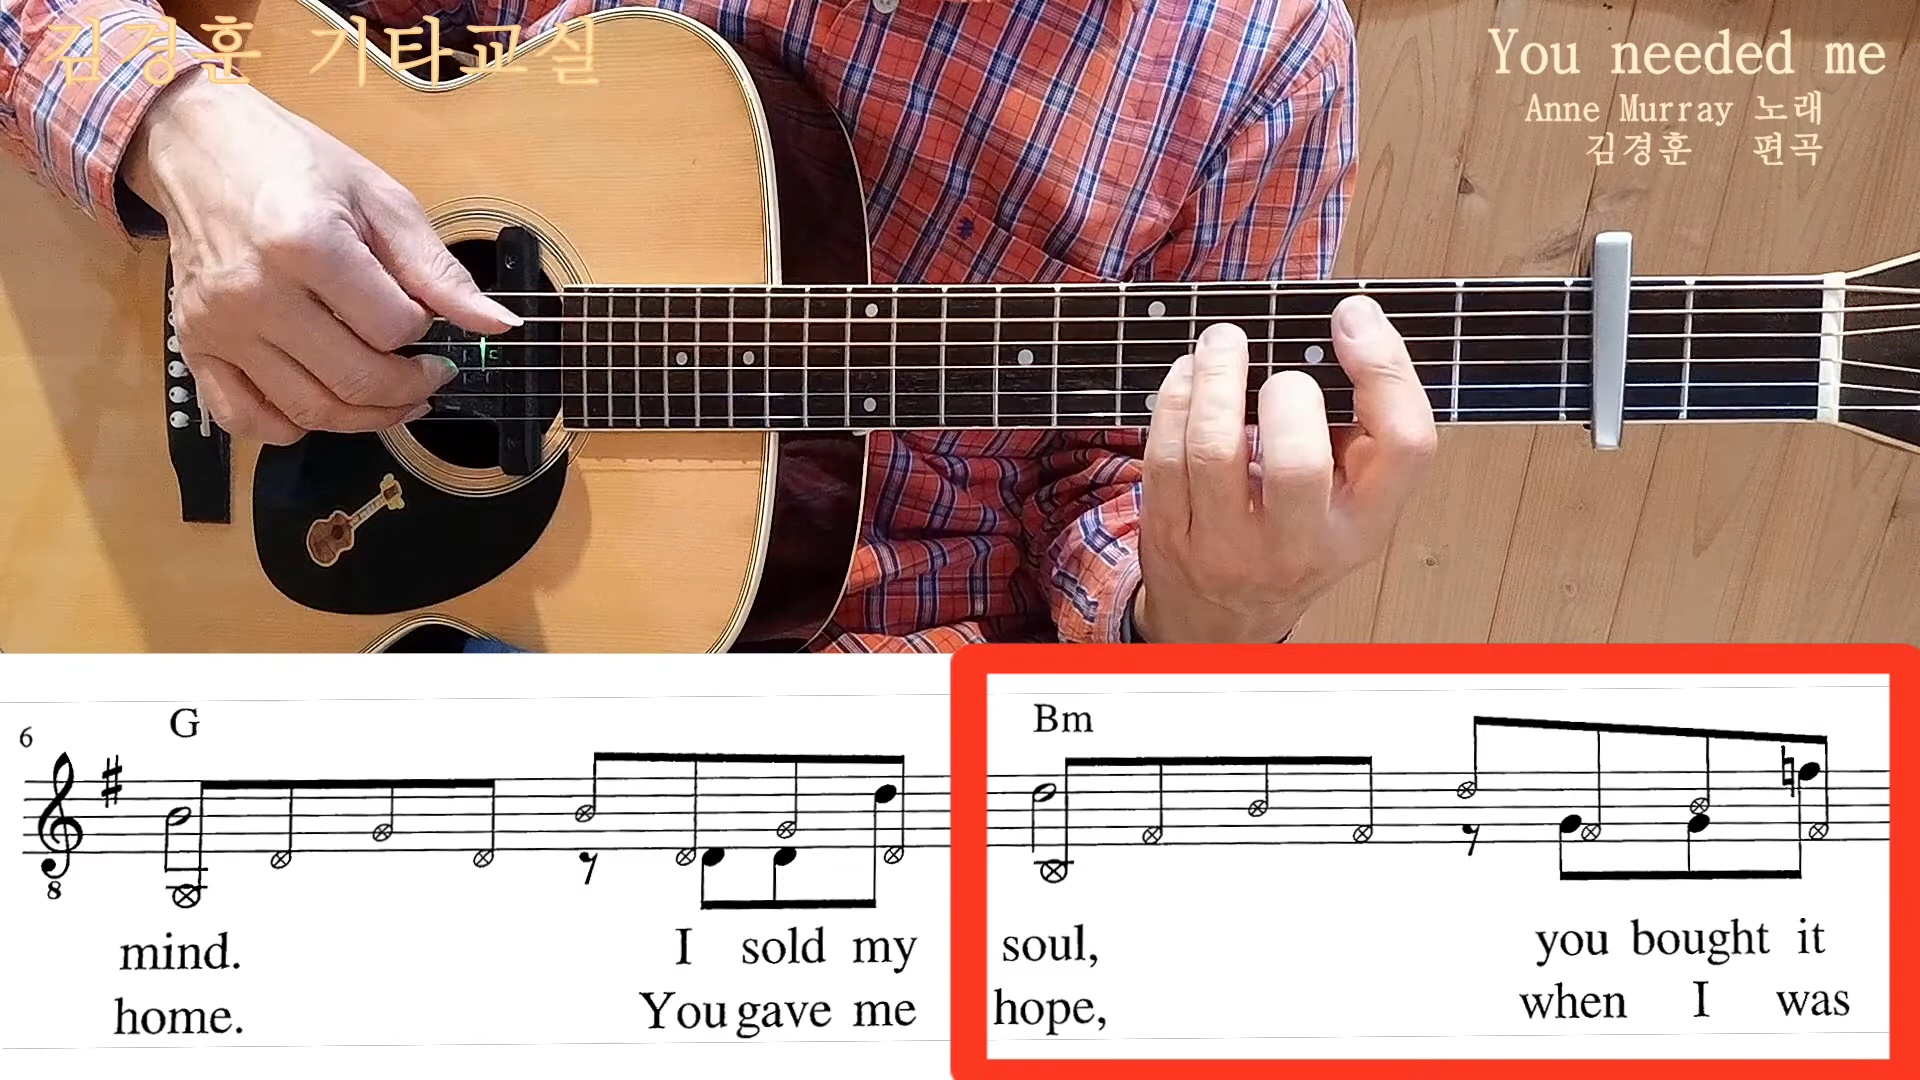 김경훈 기타교실
You needed me
Anne Murray 노래
김경훈 편곡
6
G
Bm
8
mind. I sold my soul, you bought it
home. You gave me hope, when I was